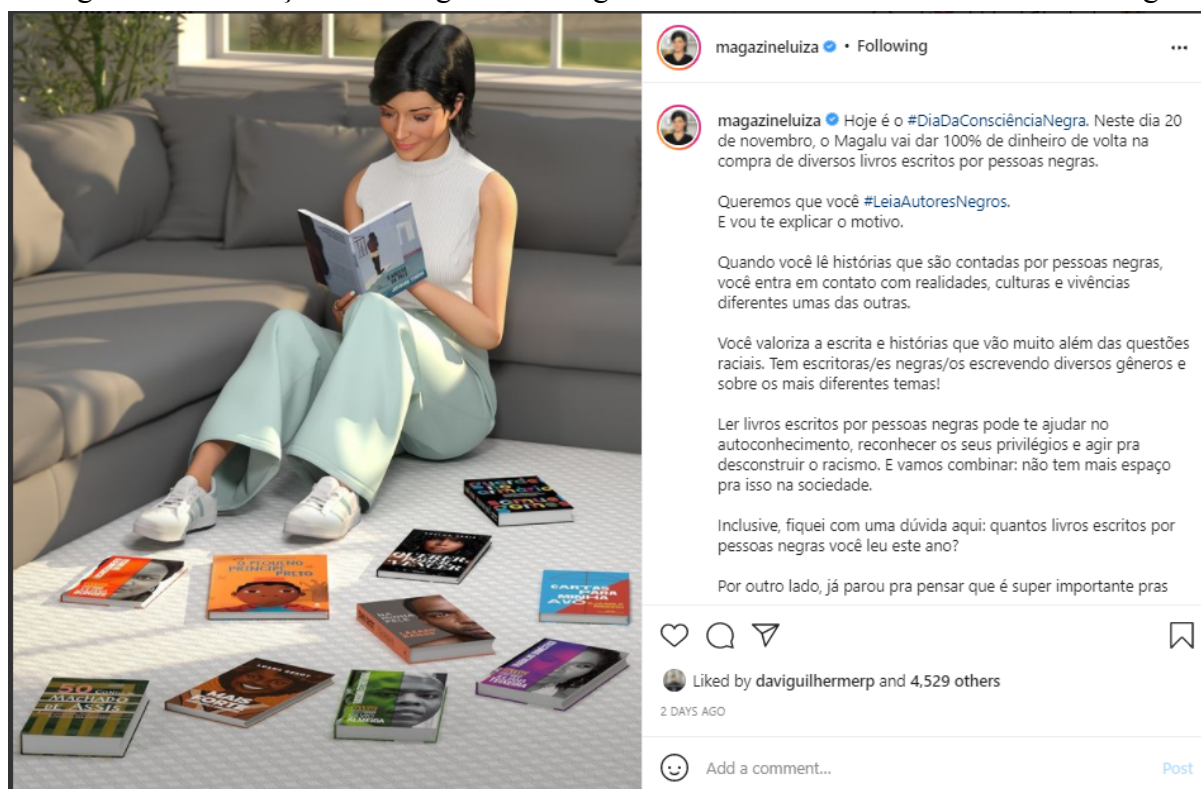 magazineluiza • Following
magazineluiza Hoje é o #DiaDaConsciênciaNegra. Neste dia 20
de novembro, o Magalu vai dar 100% de dinheiro de volta na
compra de diversos livros escritos por pessoas negras.
Queremos que você #LeiaAutoresNegros.
E vou te explicar o motivo.
Quando você lê histórias que são contadas por pessoas negras,
você entra em contato com realidades, culturas e vivências
diferentes umas das outras.
Você valoriza a escrita e histórias que vão muito além das questões
raciais. Tem escritoras/es negras/os escrevendo diversos gêneros e
sobre os mais diferentes temas!
Ler livros escritos por pessoas negras pode te ajudar no
autoconhecimento, reconhecer os seus privilégios e agir pra
desconstruir o racismo. E vamos combinar: não tem mais espaço
pra isso na sociedade.
Inclusive, fiquei com uma dúvida aqui: quantos livros escritos por
pessoas negras você leu este ano?
Por outro lado, já parou pra pensar que é super importante pras
Liked by daviguilhermerp and 4,529 others
2 DAYS AGO
Add a comment... Post
O PEQUENO
PRÍNCIPE
PRETO
CARTAS
PARA
MINHA
AVÓ
NA
MINHA
PELE
LÁZARO
RAMOS
MAIS
FORTE
ALMEIDA
50 CONTOS
MACHADO
DE ASSIS